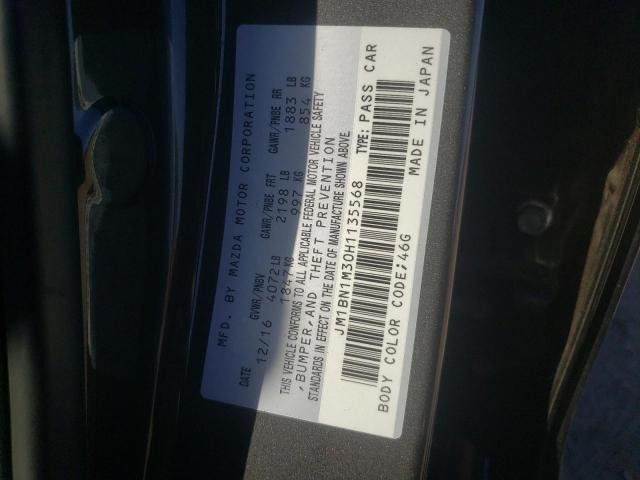 MFD. BY MAZDA MOTOR CORPORATION
DATE GVWR/PNBV GAWR/PNBE FRT GAWR/PNBE RR
12/16 4072LB 2198 LB 1883 LB
1847KG 997 KG 854 KG
THIS VEHICLE CONFORMS TO ALL APPLICABLE FEDERAL MOTOR VEHICLE SAFETY
,BUMPER,AND THEFT PREVENTION
STANDARDS IN EFFECT ON THE DATE OF MANUFACTURE SHOWN ABOVE.
JM1BN1M30H1135568 TYPE: PASS CAR
BODY COLOR CODE;46G MADE IN JAPAN